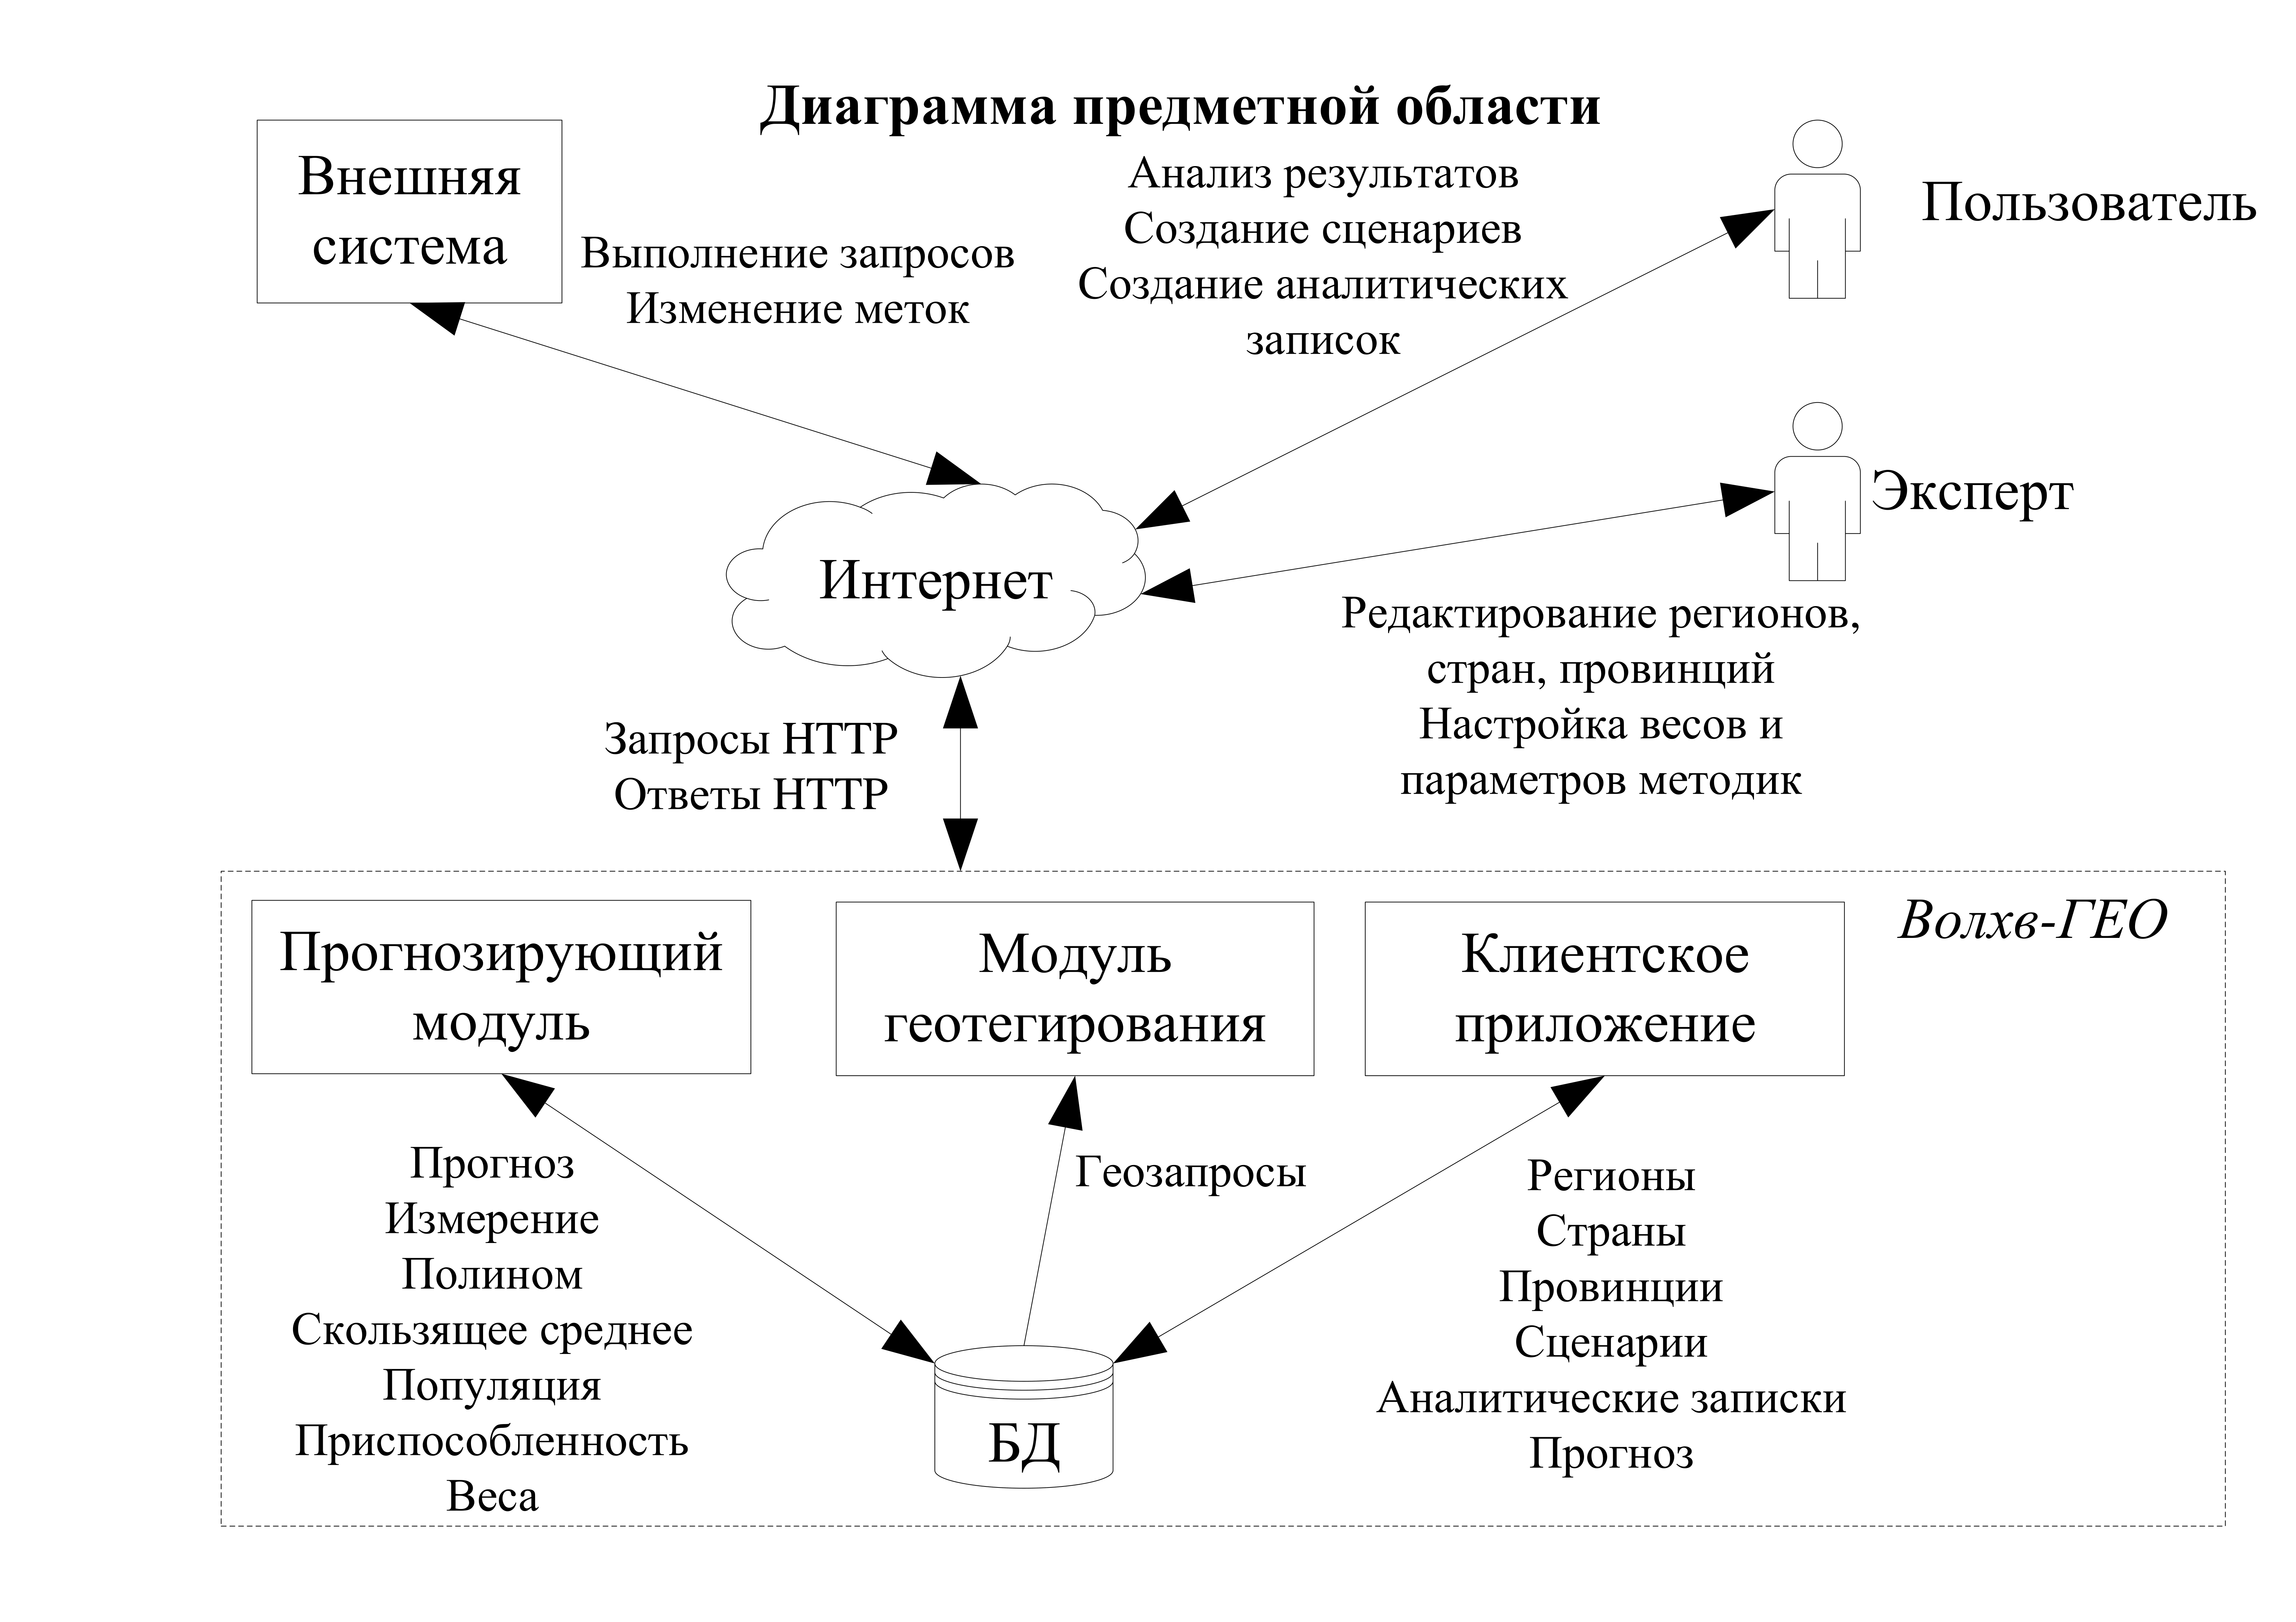 Диаграмма предметной области
Внешняя
система
Выполнение запросов
Изменение меток
Анализ результатов
Создание сценариев
Создание аналитических
записок
Пользователь
Эксперт
Интернет
Редактирование регионов,
стран, провинций
Настройка весов и
параметров методик
Запросы HTTP
Ответы HTTP
Волхв-ГЕО
Прогнозирующий
модуль
Модуль
геотегирования
Клиентское
приложение
Прогноз
Измерение
Полином
Скользящее среднее
Популяция
Приспособленность
Веса
Геозапросы
Регионы
Страны
Провинции
Сценарии
Аналитические записки
Прогноз
БД